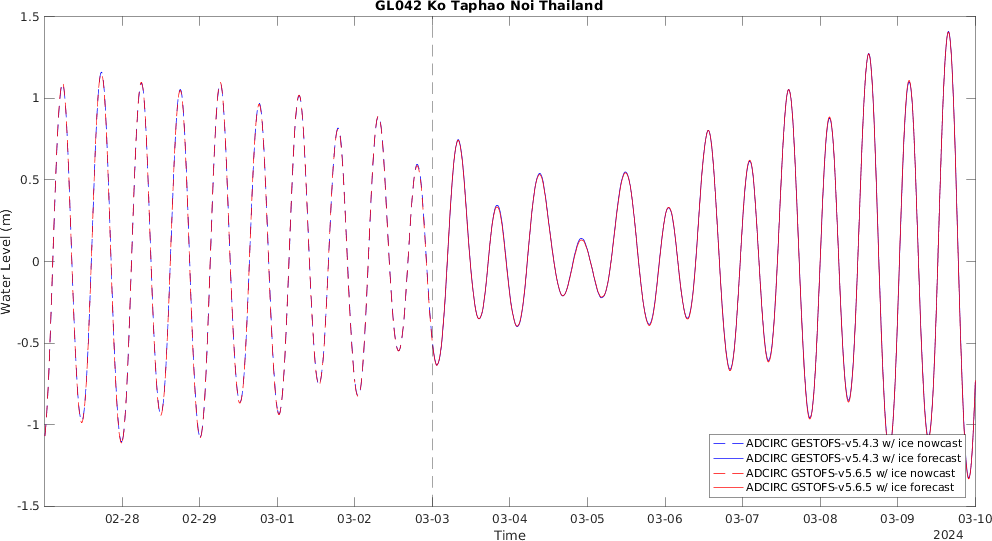 GL042 Ko Taphao Noi Thailand
1.5
1
0.5
0
-0.5
-1
-1.5
Water Level (m)
ADCIRC GESTOFS-v5.4.3 w/ ice nowcast
ADCIRC GESTOFS-v5.4.3 w/ ice forecast
ADCIRC GSTOFS-v5.6.5 w/ ice nowcast
ADCIRC GSTOFS-v5.6.5 w/ ice forecast
02-28 02-29 03-01 03-02 03-03 03-04 03-05 03-06 03-07 03-08 03-09 03-10
Time
2024